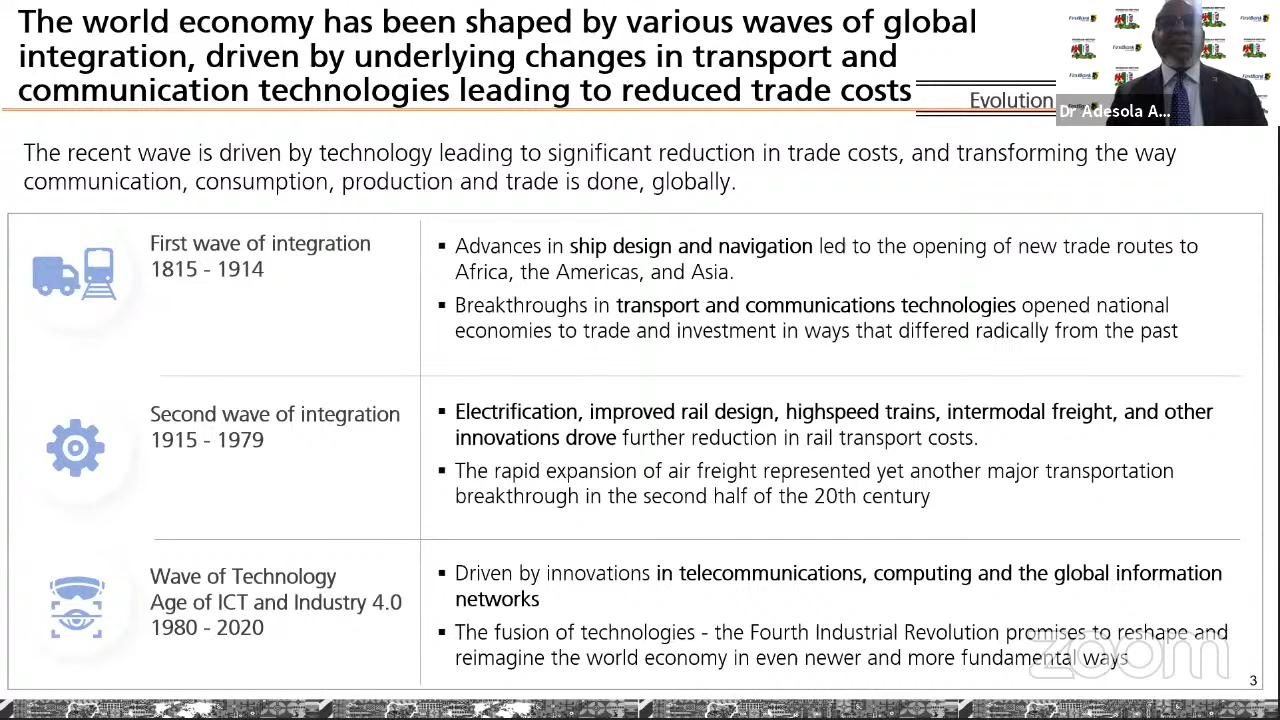 The world economy has been shaped by various waves of global
integration, driven by underlying changes in transport and
communication technologies leading to reduced trade costs
Evolution
FirstBank
FirstBank
FirstBank
FirstBank
FirstBank
Dr Adesola A...
The recent wave is driven by technology leading to significant reduction in trade costs, and transforming the way
communication, consumption, production and trade is done, globally.
First wave of integration
1815 - 1914
▪ Advances in ship design and navigation led to the opening of new trade routes to
Africa, the Americas, and Asia.
▪ Breakthroughs in transport and communications technologies opened national
economies to trade and investment in ways that differed radically from the past
Second wave of integration
1915 - 1979
▪ Electrification, improved rail design, highspeed trains, intermodal freight, and other
innovations drove further reduction in rail transport costs.
▪ The rapid expansion of air freight represented yet another major transportation
breakthrough in the second half of the 20th century
Wave of Technology
Age of ICT and Industry 4.0
1980 - 2020
▪ Driven by innovations in telecommunications, computing and the global information
networks
▪ The fusion of technologies - the Fourth Industrial Revolution promises to reshape and
reimagine the world economy in even newer and more fundamental ways
zoom
3